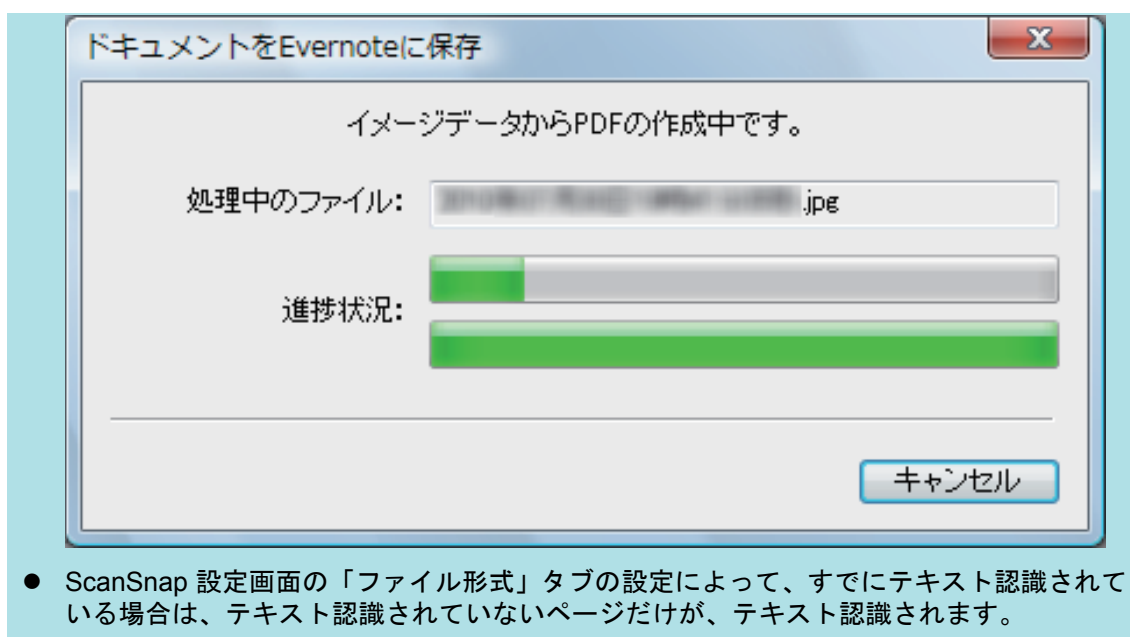 ドキュメントをEvernoteに保存
イメージデータからPDFの作成中です。
処理中のファイル: .jpg
進捗状況:
キャンセル
● ScanSnap 設定画面の「ファイル形式」タブの設定によって、すでにテキスト認識されて
いる場合は、テキスト認識されていないページだけが、テキスト認識されます。